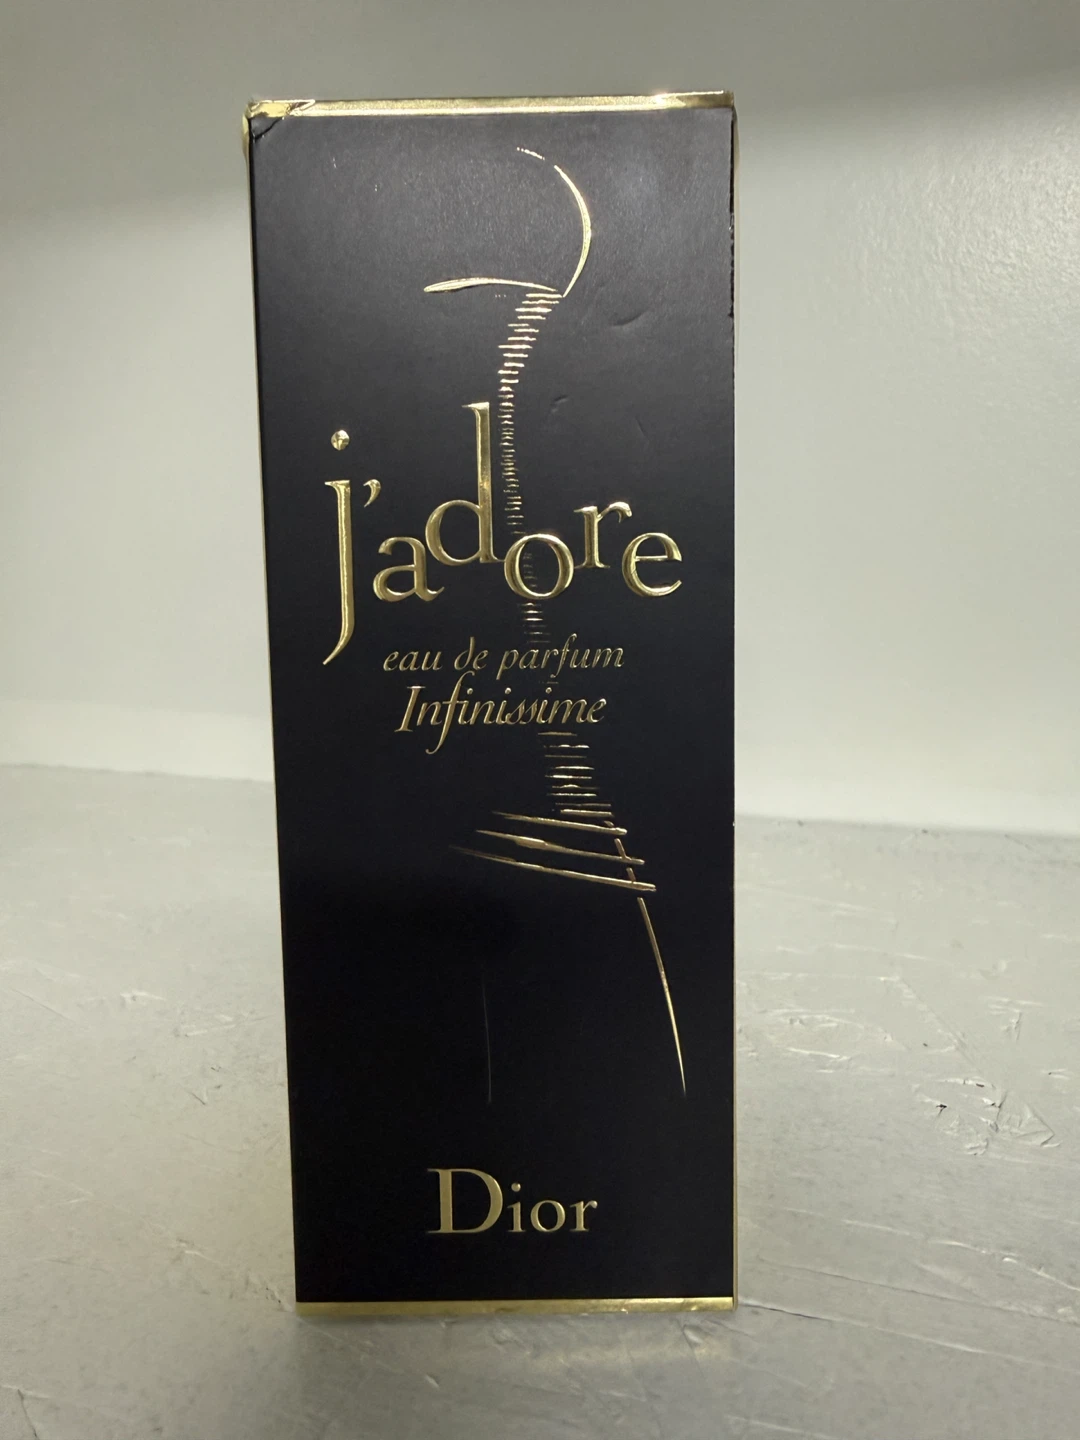 j'adore
eau de parfum
Infinissime
Dior